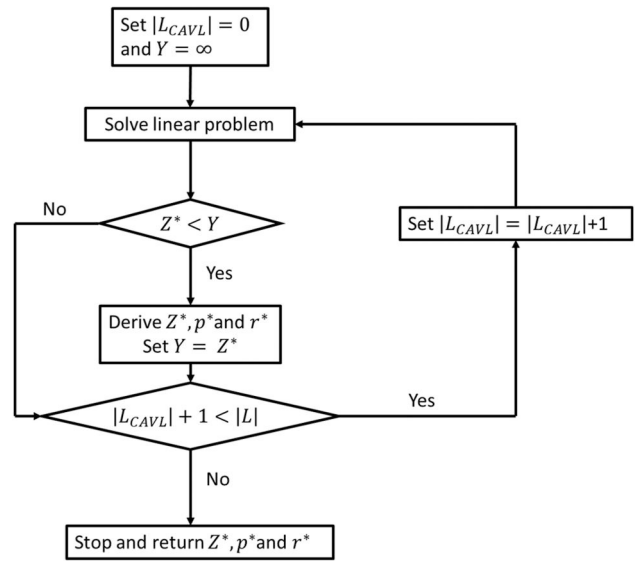 Set |L_CAVL| = 0
and Y = ∞
Solve linear problem
No
Z* < Y
Set |L_CAVL| = |L_CAVL|+1
Yes
Derive Z*, p*and r*
Set Y = Z*
Yes
|L_CAVL| + 1 < |L|
No
Stop and return Z*, p*and r*